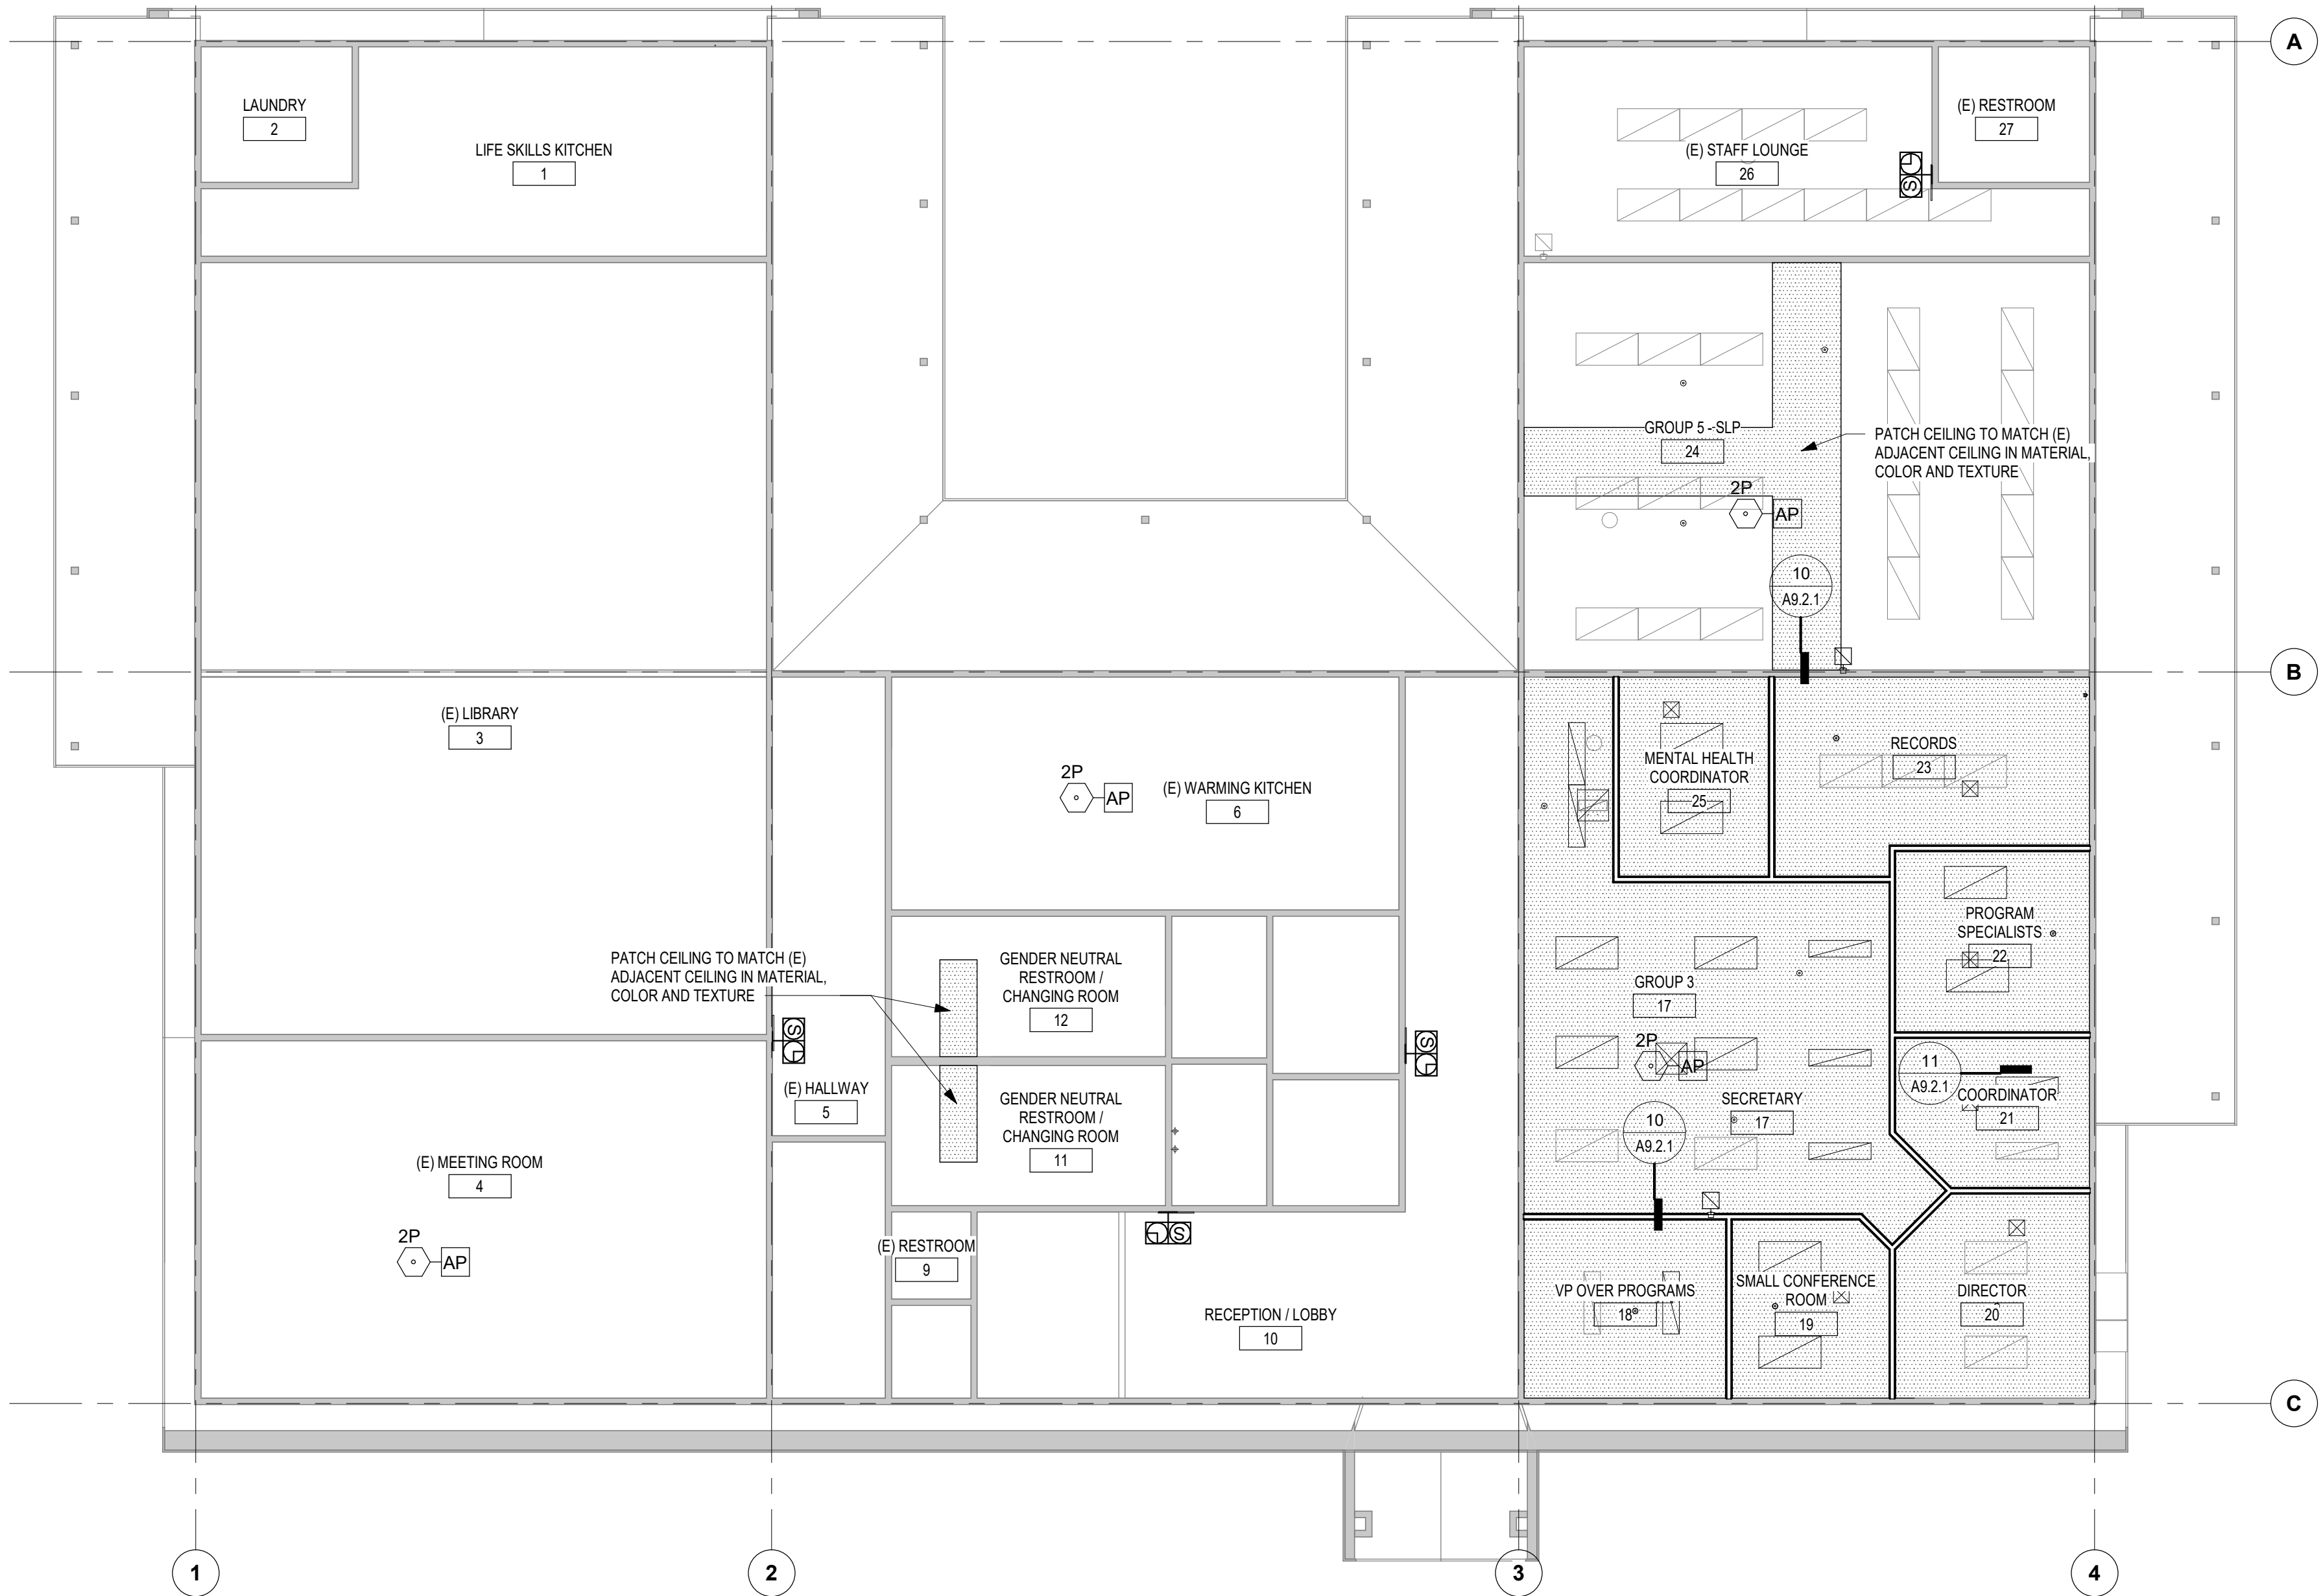 A
LAUNDRY
2
LIFE SKILLS KITCHEN
1
(E) STAFF LOUNGE
26
(E) RESTROOM
27
S
GROUP 5 - SLP
24
PATCH CEILING TO MATCH (E)
ADJACENT CEILING IN MATERIAL,
COLOR AND TEXTURE
2P
AP
10
A9.2.1
B
(E) LIBRARY
3
2P
AP
(E) WARMING KITCHEN
6
MENTAL HEALTH
COORDINATOR
25
RECORDS
23
PROGRAM
SPECIALISTS
22
PATCH CEILING TO MATCH (E)
ADJACENT CEILING IN MATERIAL,
COLOR AND TEXTURE
GENDER NEUTRAL
RESTROOM /
CHANGING ROOM
12
GROUP 3
17
2P
AP
S
S
(E) HALLWAY
5
GENDER NEUTRAL
RESTROOM /
CHANGING ROOM
11
SECRETARY
17
11
A9.2.1
COORDINATOR
21
10
A9.2.1
(E) MEETING ROOM
4
2P
AP
S
(E) RESTROOM
9
RECEPTION / LOBBY
10
VP OVER PROGRAMS
18
SMALL CONFERENCE
ROOM
19
DIRECTOR
20
C
1
2
3
4